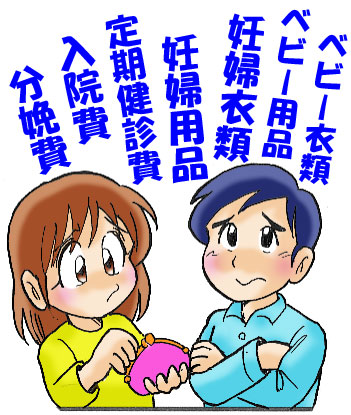 ベビー衣類
ベビー用品
妊婦衣類
妊婦用品
定期健診費
入院費
分娩費